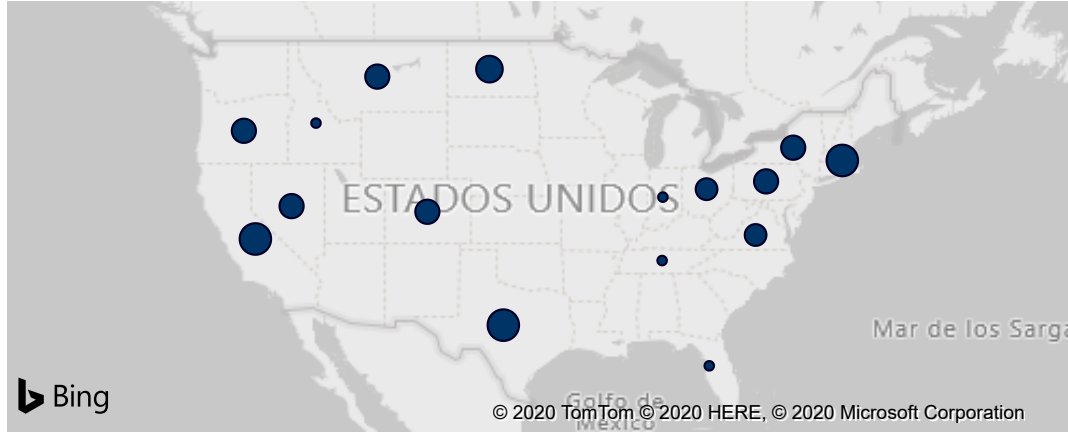 ESTADOS UNIDOS
Mar de los Sarga
Golfo de
México
Bing
© 2020 TomTom © 2020 HERE, © 2020 Microsoft Corporation